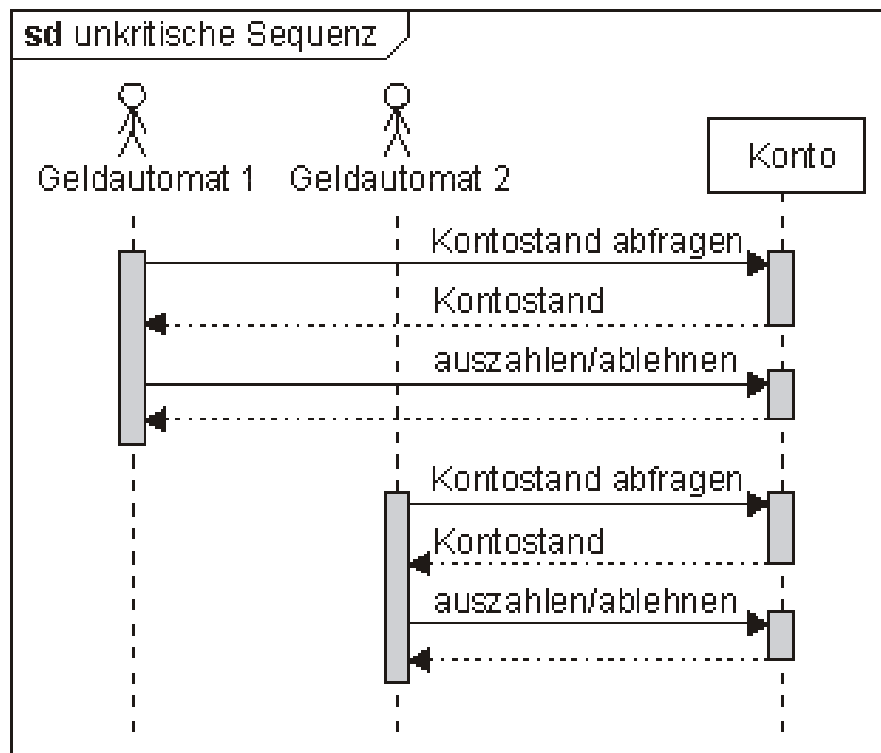 sd unkritische Sequenz
Geldautomat 1
Geldautomat 2
Konto
Kontostand abfragen
Kontostand
auszahlen/ablehnen
Kontostand abfragen
Kontostand
auszahlen/ablehnen